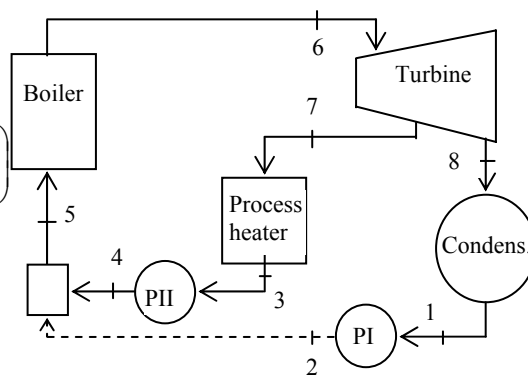 6
Turbine
Boiler
7
8
Process
heater
Condens.
5
4
3
PII
1
PI
2